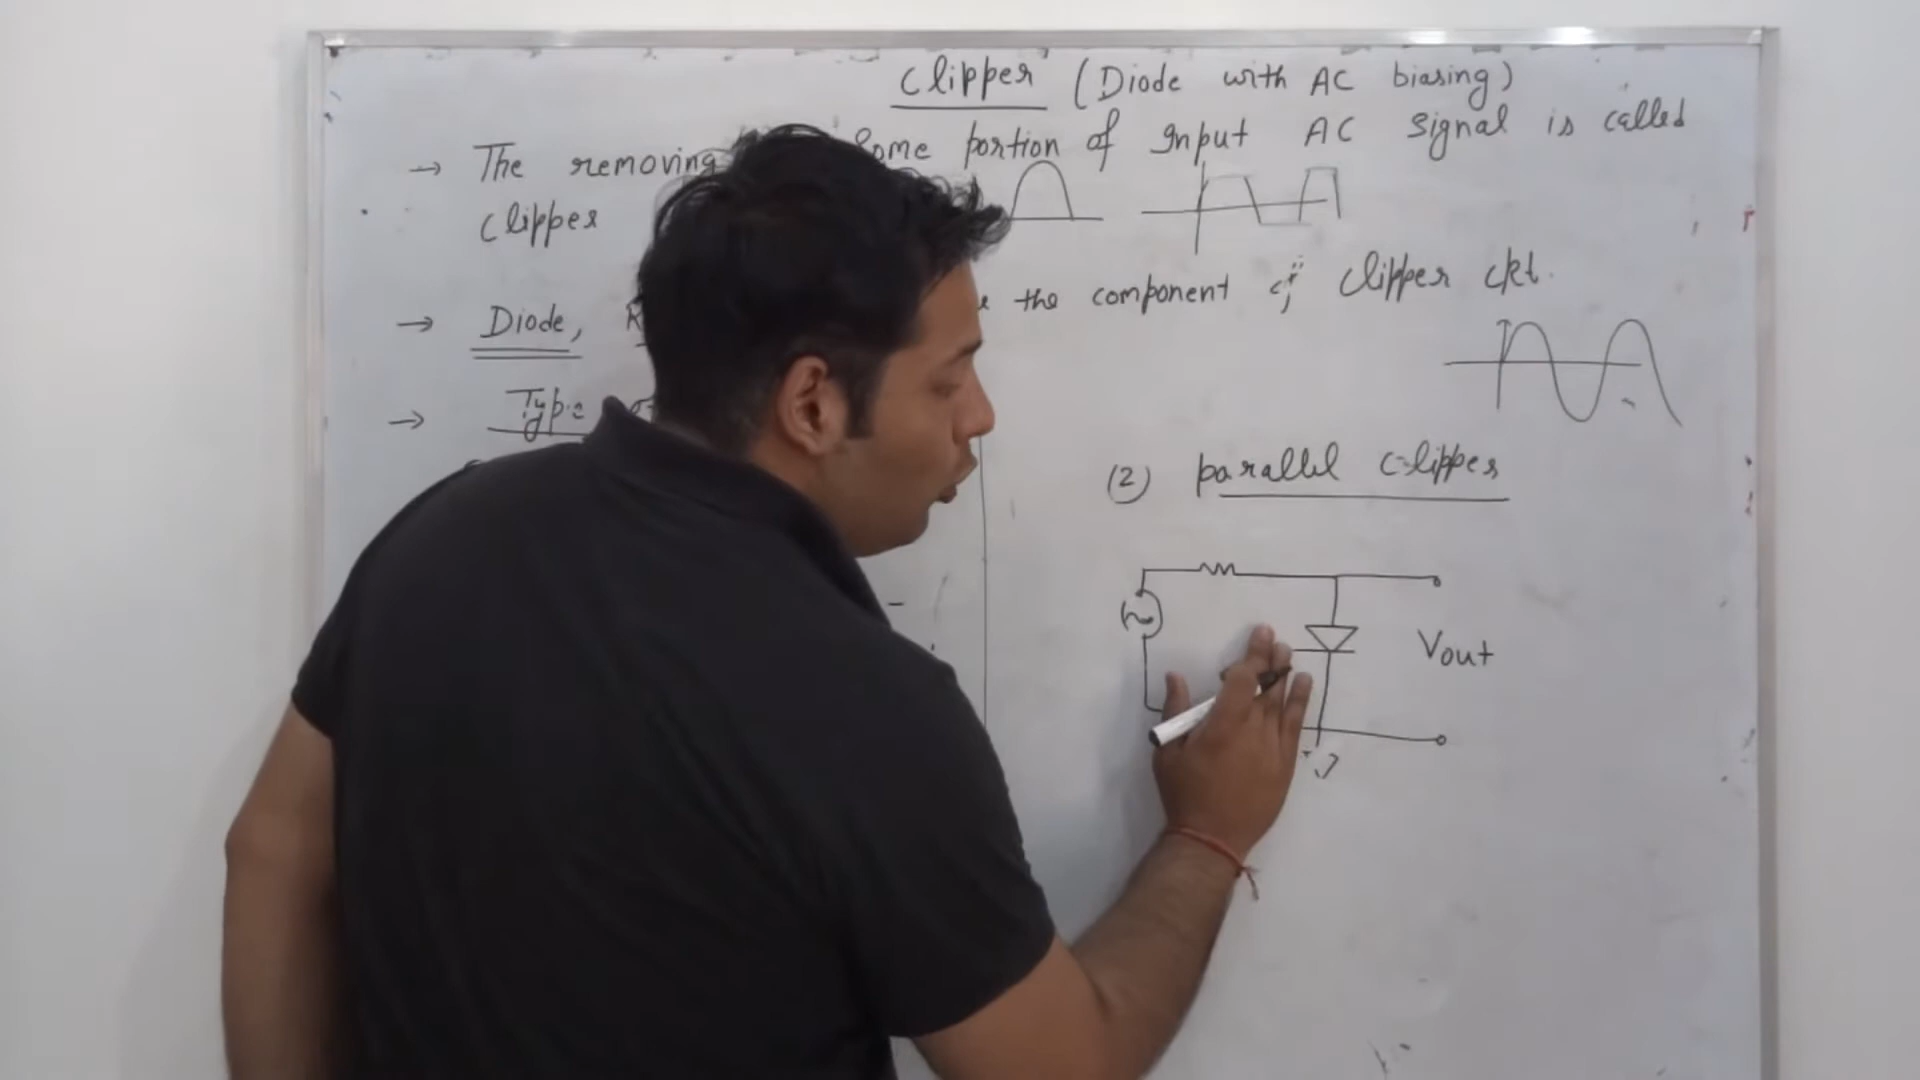 Clipper (Diode with AC biasing)
→ The removing Some portion of Input AC Signal is called
Clipper
→ Diode, the component of clipper ckt.
→ Type
(2) parallel Clipper
Vout